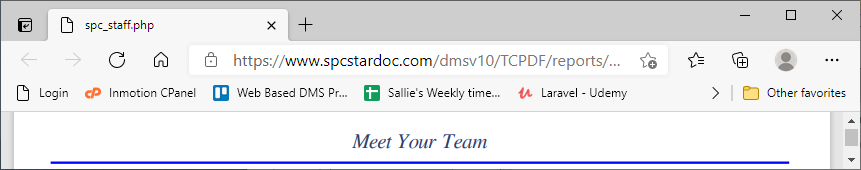 spc_staff.php
https://www.spcstardoc.com/dmsv10/TCPDF/reports/...
Login
Inmotion CPanel
Web Based DMS Pr...
Sallie's Weekly time...
Laravel - Udemy
Other favorites
Meet Your Team